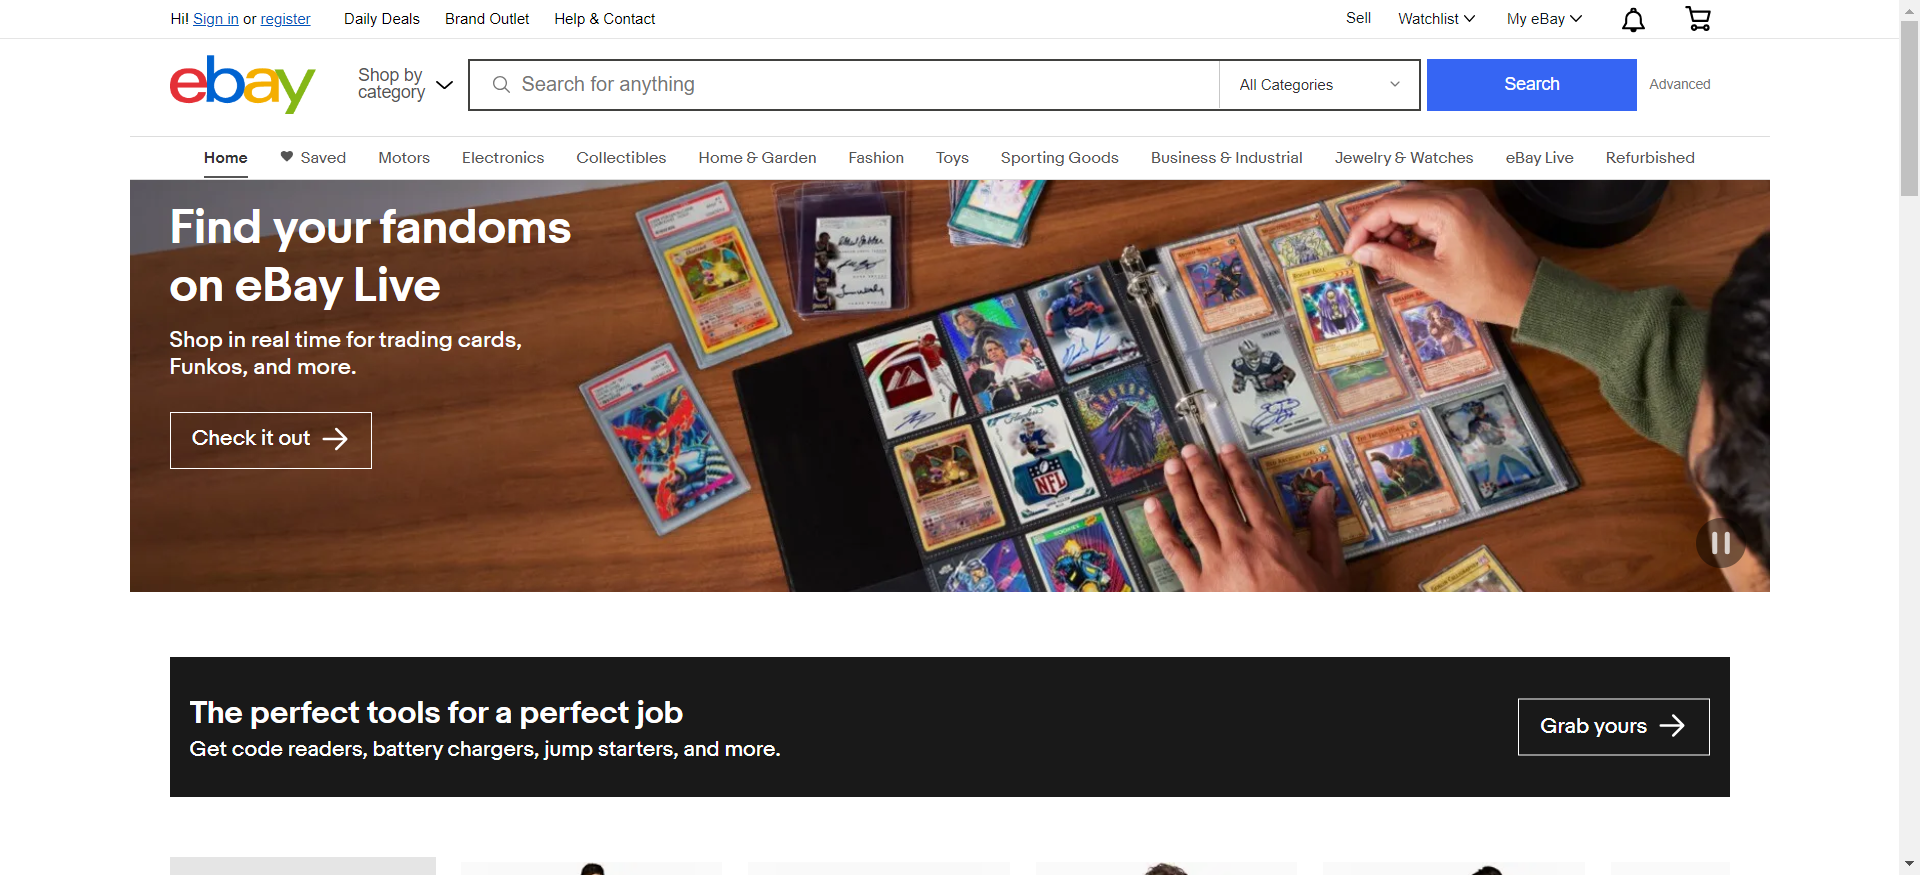 Hi! Sign in or register Daily Deals Brand Outlet Help & Contact Sell Watchlist My eBay
ebay
Shop by
category
Search for anything
All Categories
Search
Advanced
Home Saved Motors Electronics Collectibles Home & Garden Fashion Toys Sporting Goods Business & Industrial Jewelry & Watches eBay Live Refurbished
Find your fandoms
on eBay Live
Shop in real time for trading cards,
Funkos, and more.
Check it out
NFL
The perfect tools for a perfect job
Get code readers, battery chargers, jump starters, and more.
Grab yours